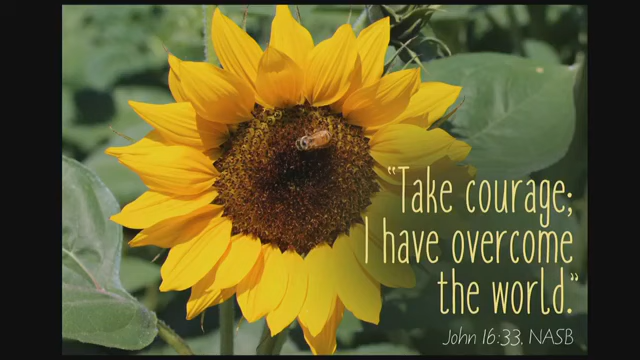 “Take courage;
I have overcome
the world.”
John 16:33, NASB